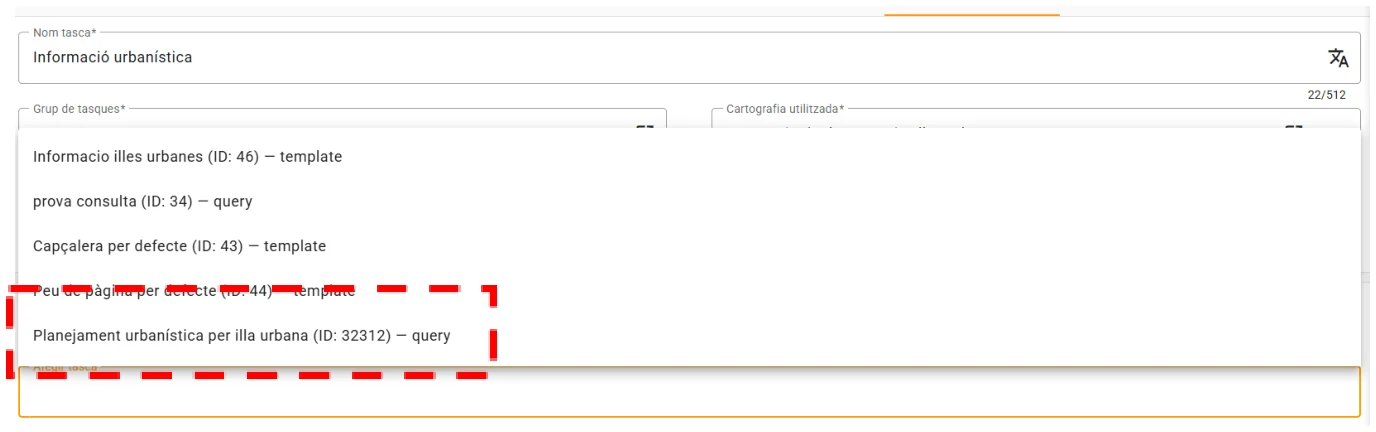 Nom tasca*
Informació urbanística
22/512
Grup de tasques*
Cartografia utilitzada*
Informacio illes urbanes (ID: 46) — template
prova consulta (ID: 34) — query
Capçalera per defecte (ID: 43) — template
Peu de pàgina per defecte (ID: 44) — template
Planejament urbanística per illa urbana (ID: 32312) — query
Afegir tasca